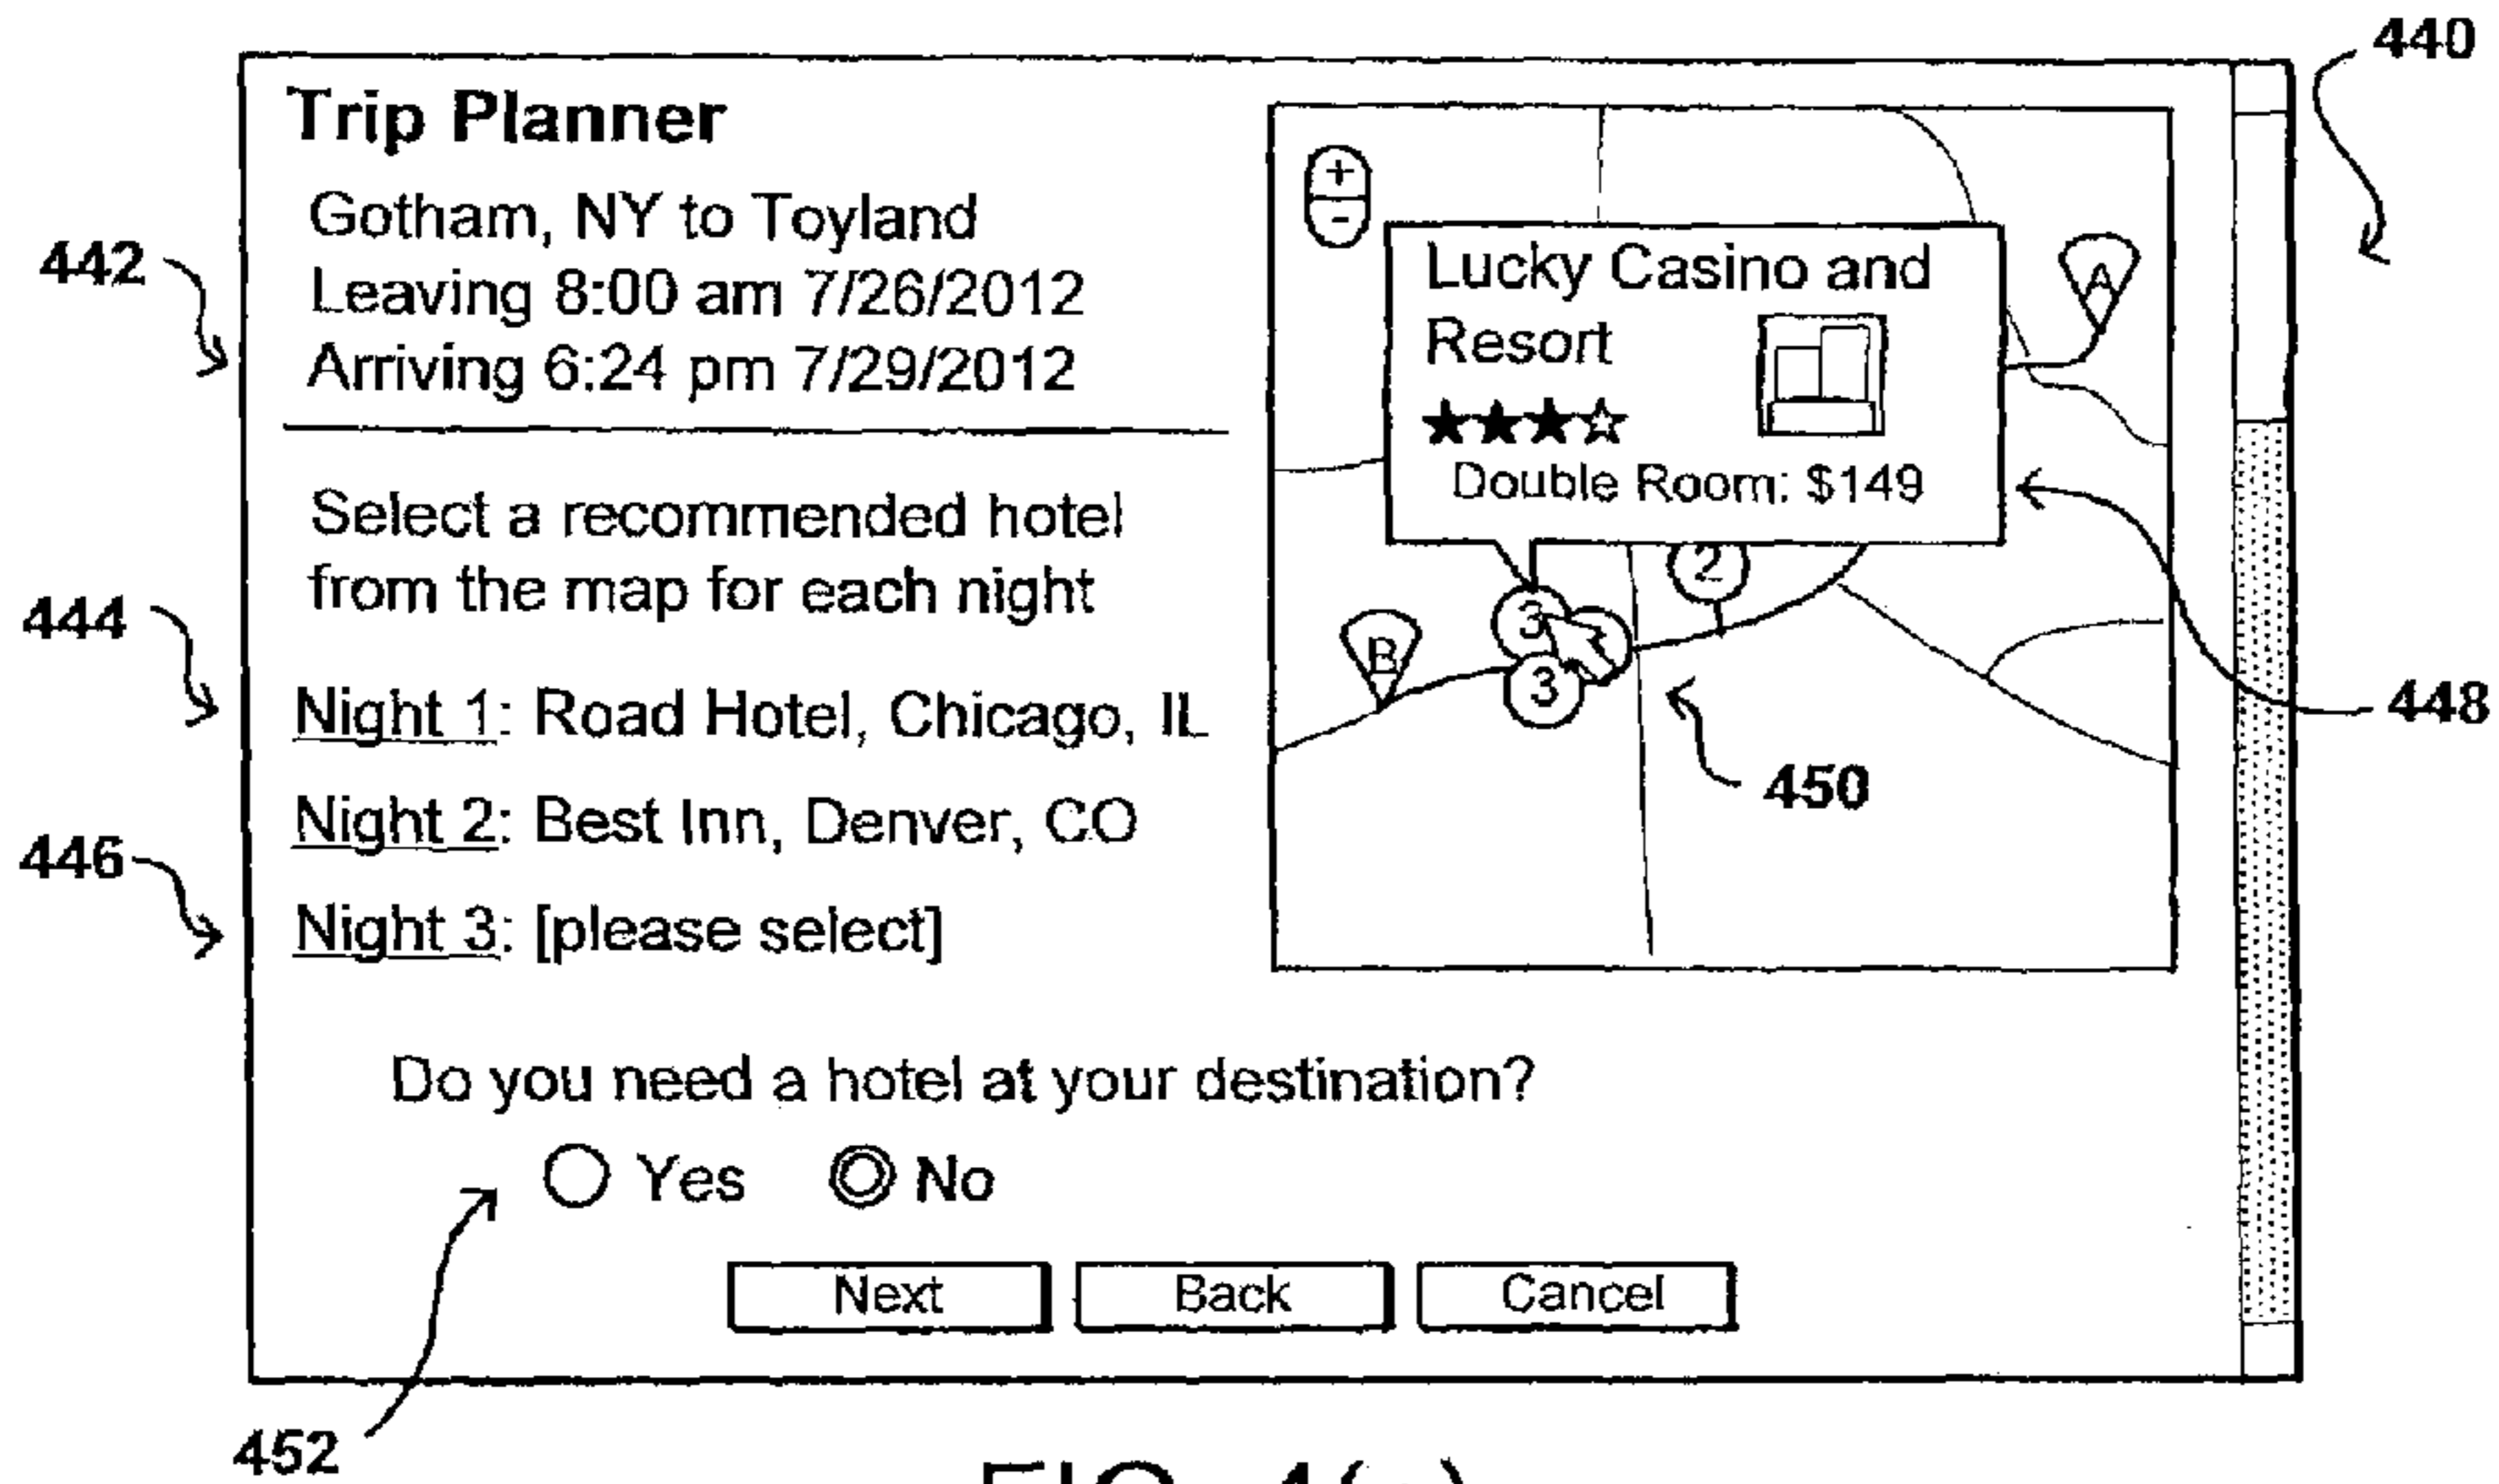 440
Trip Planner
Gotham, NY to Toyland
Leaving 8:00 am 7/26/2012
Arriving 6:24 pm 7/29/2012
442
Select a recommended hotel
from the map for each night
444
Night 1: Road Hotel, Chicago, IL
Night 2: Best Inn, Denver, CO
446
Night 3: [please select]
+
-
Lucky Casino and
Resort
Double Room: $149
A
2
3
3
B
448
450
Do you need a hotel at your destination?
Yes No
Next Back Cancel
452